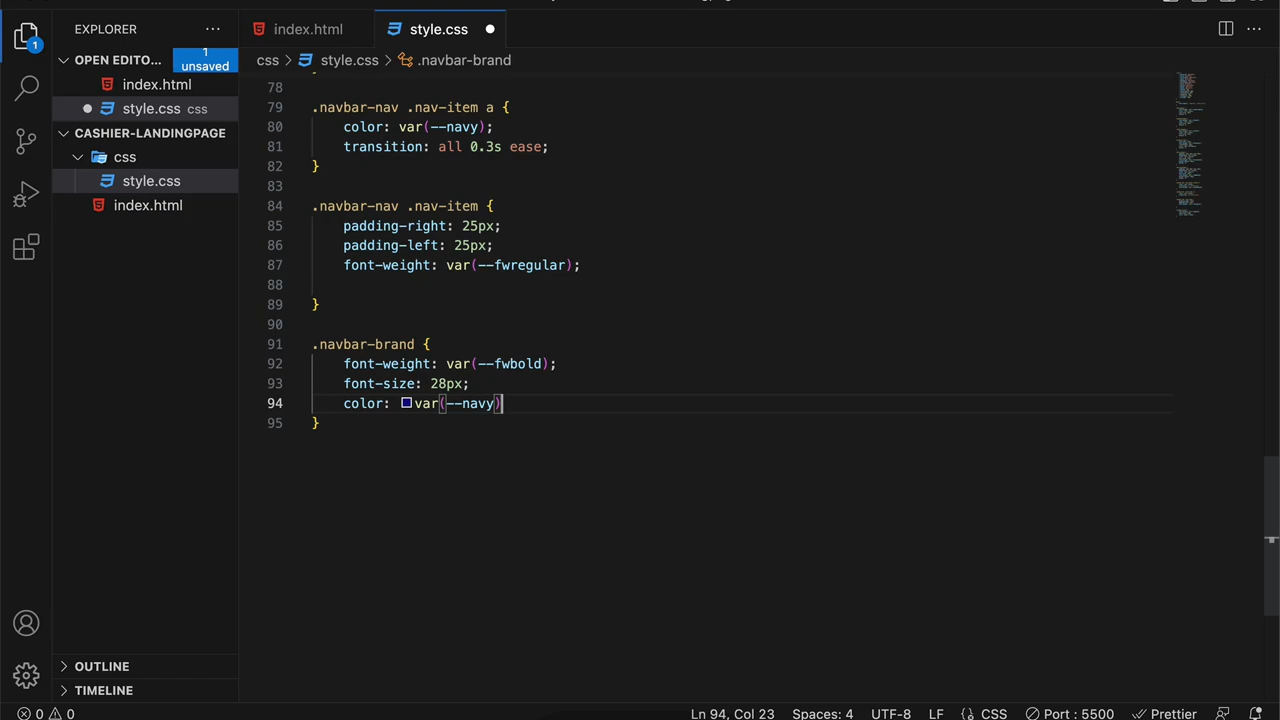 EXPLORER
index.html
style.css
OPEN EDITO...
1 unsaved
css
style.css
.navbar-brand
index.html
style.css css
CASHIER-LANDINGPAGE
css
style.css
index.html
1
78
79 .navbar-nav .nav-item a {
80 color: var(--navy);
81 transition: all 0.3s ease;
82 }
83
84 .navbar-nav .nav-item {
85 padding-right: 25px;
86 padding-left: 25px;
87 font-weight: var(--fwregular);
88
89 }
90
91 .navbar-brand {
92 font-weight: var(--fwbold);
93 font-size: 28px;
94 color: var(--navy)
95 }
OUTLINE
TIMELINE
0 0
Ln 94, Col 23
Spaces: 4
UTF-8
LF
{} CSS
Port : 5500
Prettier